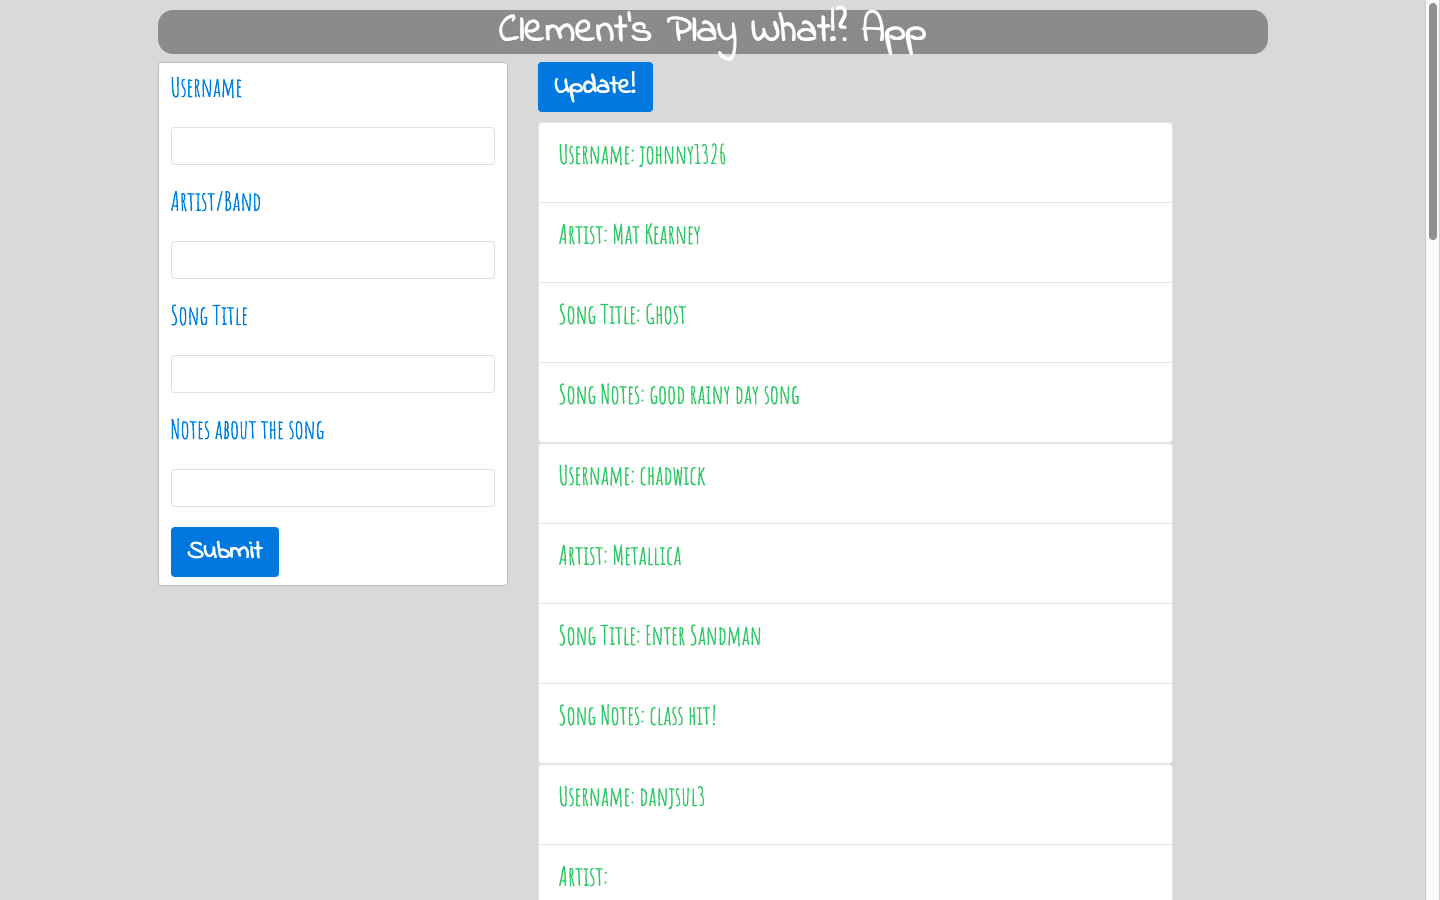 Clement's Play What!? App
Username
Artist/Band
Song Title
Notes about the song
Submit
Update!
Username: johnny1326
Artist: Mat Kearney
Song Title: Ghost
Song Notes: good rainy day song
Username: chadwick
Artist: Metallica
Song Title: Enter Sandman
Song Notes: class hit!
Username: danjsul3
Artist: